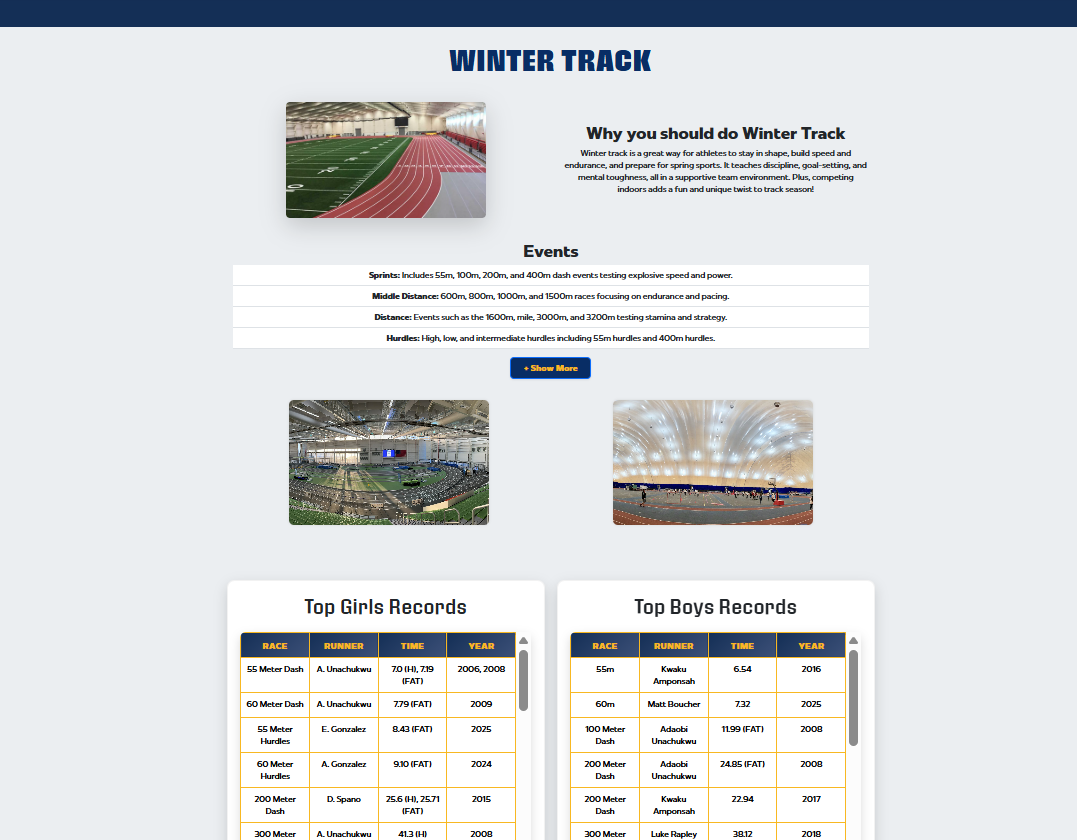 WINTER TRACK
Why you should do Winter Track
Winter track is a great way for athletes to stay in shape, build speed and
endurance, and prepare for spring sports. It teaches discipline, goal-setting, and
mental toughness, all in a supportive team environment. Plus, competing
indoors adds a fun and unique twist to track season!
Events
Sprints: Includes 55m, 100m, 200m, and 400m dash events testing explosive speed and power.
Middle Distance: 600m, 800m, 1000m, and 1500m races focusing on endurance and pacing.
Distance: Events such as the 1600m, mile, 3000m, and 3200m testing stamina and strategy.
Hurdles: High, low, and intermediate hurdles including 55m hurdles and 400m hurdles.
+ Show More
Top Girls Records
RACE RUNNER TIME YEAR
55 Meter Dash A. Unachukwu 7.0 (H), 7.19 2006, 2008
(FAT)
60 Meter Dash A. Unachukwu 7.79 (FAT) 2009
55 Meter E. Gonzalez 8.43 (FAT) 2025
Hurdles
60 Meter A. Gonzalez 9.10 (FAT) 2024
Hurdles
200 Meter D. Spano 25.6 (H), 25.71 2015
Dash (FAT)
300 Meter A. Unachukwu 41.3 (H) 2008
Top Boys Records
RACE RUNNER TIME YEAR
55m Kwaku 6.54 2016
Amponsah
60m Matt Boucher 7.32 2025
100 Meter Adaobi 11.99 (FAT) 2008
Dash Unachukwu
200 Meter Adaobi 24.85 (FAT) 2008
Dash Unachukwu
200 Meter Kwaku 22.94 2017
Dash Amponsah
300 Meter Luke Rapley 38.12 2018